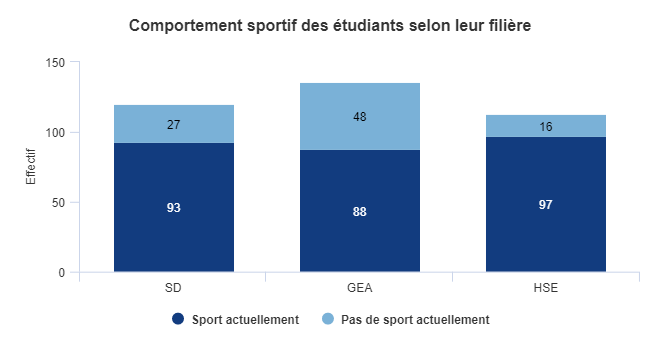 Comportement sportif des étudiants selon leur filière
Effectif
150
100
50
0
27
93
48
88
16
97
SD
GEA
HSE
Sport actuellement
Pas de sport actuellement